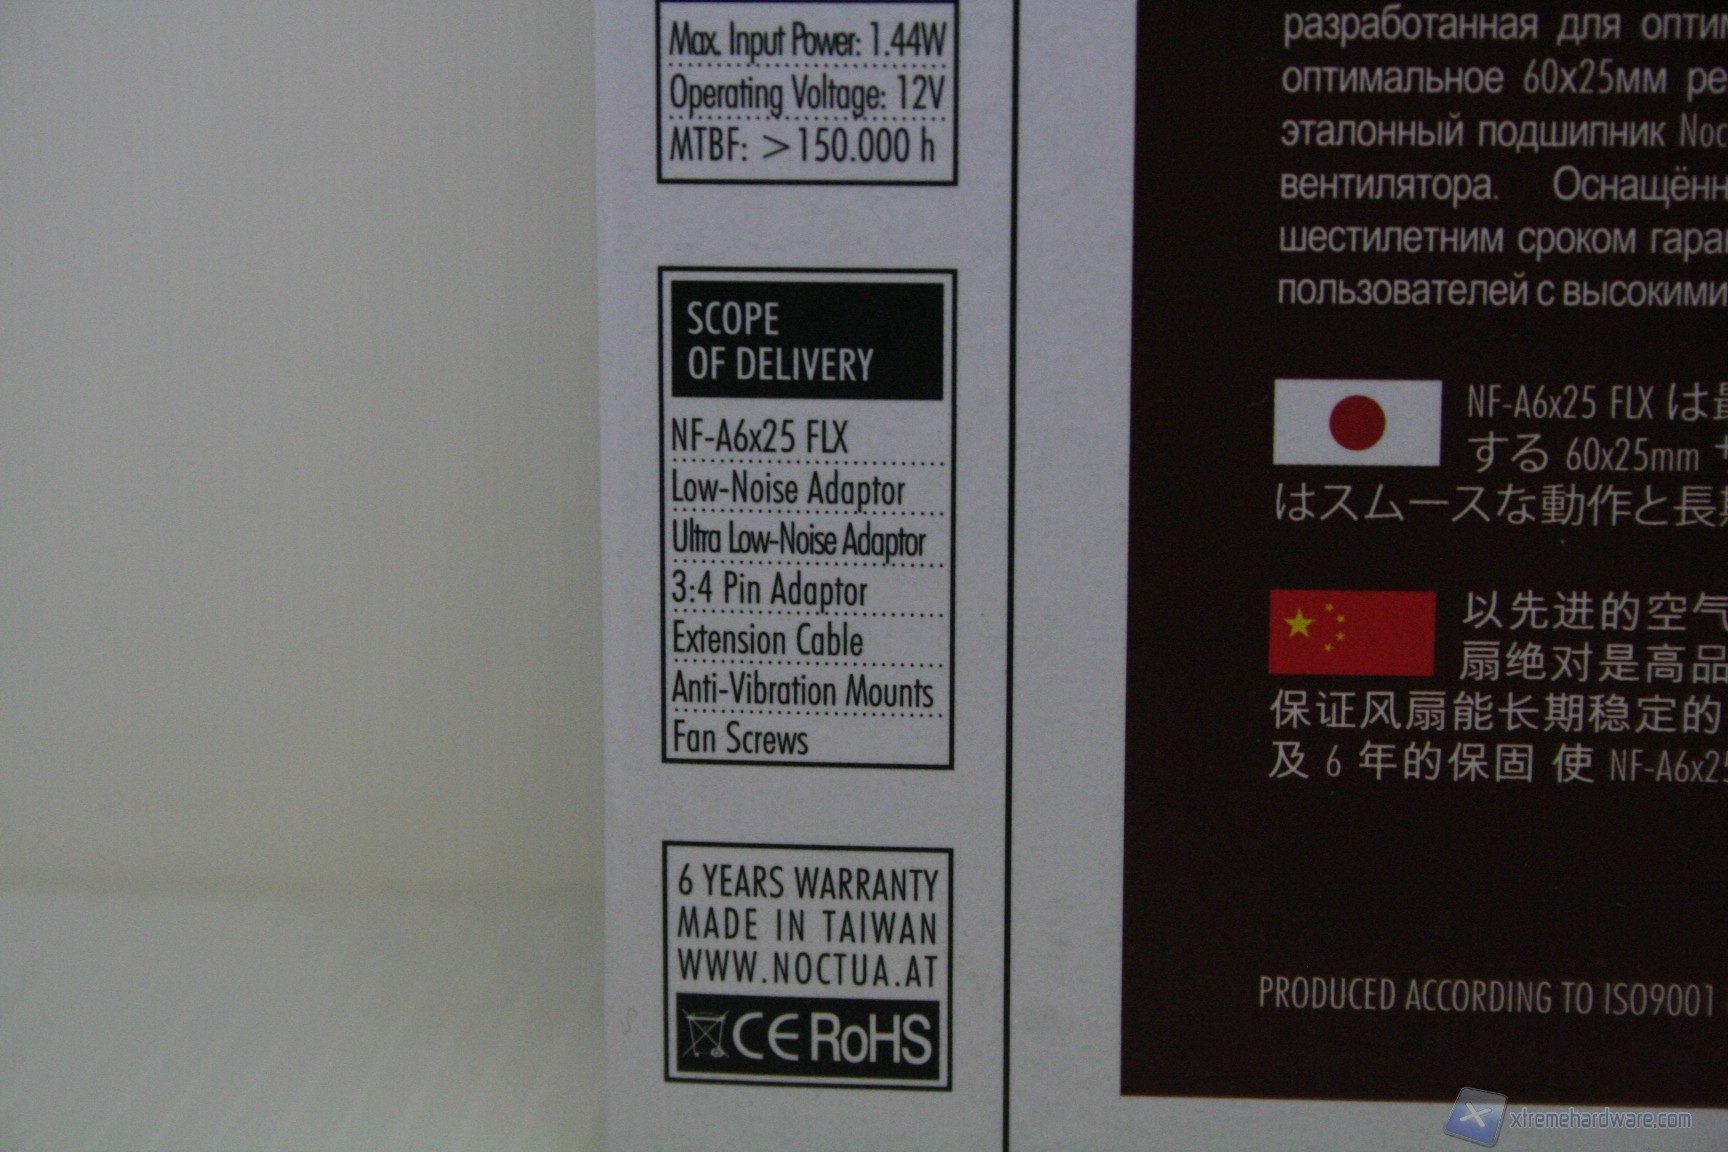 Max. Input Power: 1.44W
Operating Voltage: 12V
MTBF: >150.000 h
SCOPE
OF DELIVERY
NF-A6x25 FLX
Low-Noise Adaptor
Ultra Low-Noise Adaptor
3:4 Pin Adaptor
Extension Cable
Anti-Vibration Mounts
Fan Screws
6 YEARS WARRANTY
MADE IN TAIWAN
WWW.NOCTUA.AT
CE RoHS
разработанная для
оптимальное 60x25мм
эталонный подшипник
вентилятора.
шестилетним сроком
пользователей с высокими
NF-A6x25 FLX は
する 60x25mm
はスムースな動作と長
以先进的空气
扇绝对是高品
保证风扇能长期稳定的
及 6 年的保固 使 NF-A6x25
PRODUCED ACCORDING TO ISO9001
xtremehardware.com